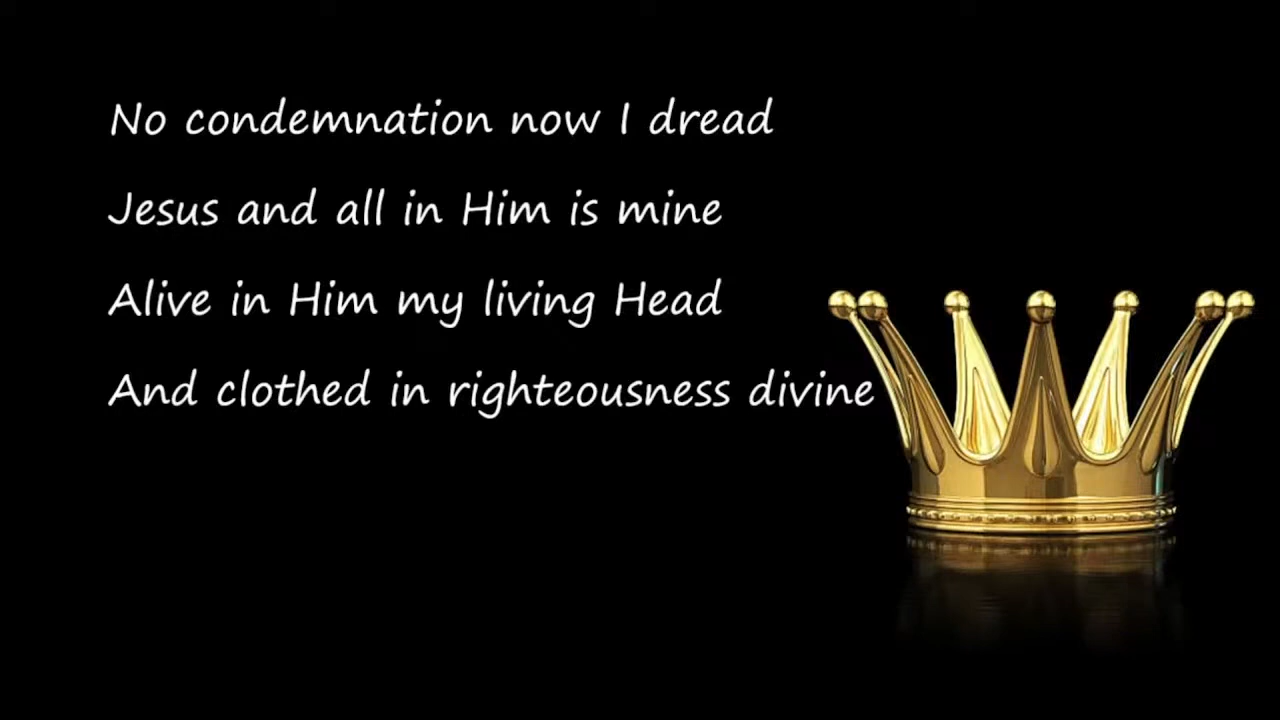 No condemnation now I dread
Jesus and all in Him is mine
Alive in Him my living Head
And clothed in righteousness divine